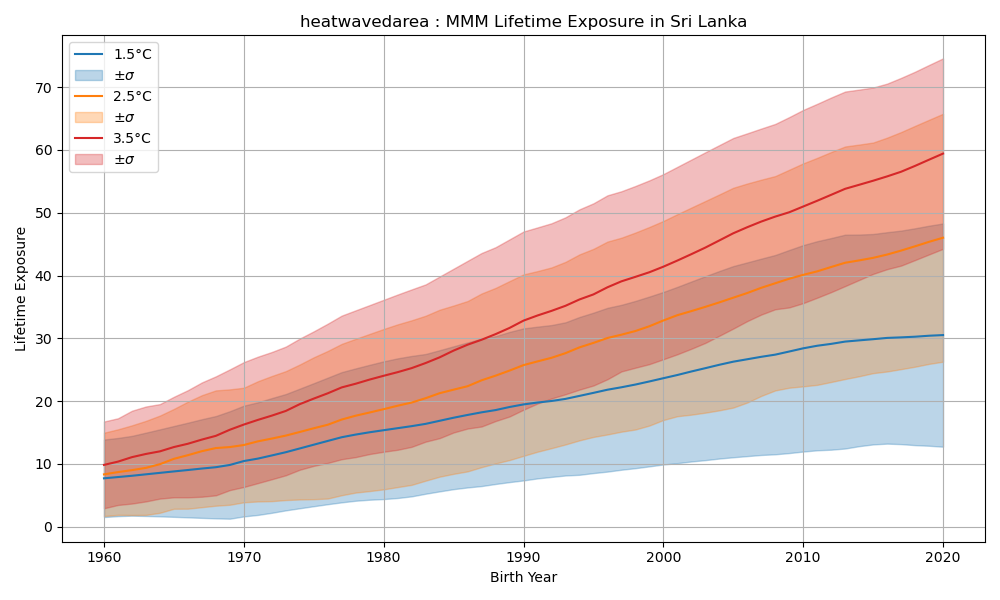 heatwavedarea : MMM Lifetime Exposure in Sri Lanka
1.5°C
±σ
2.5°C
±σ
3.5°C
±σ
Lifetime Exposure
70
60
50
40
30
20
10
0
1960 1970 1980 1990 2000 2010 2020
Birth Year